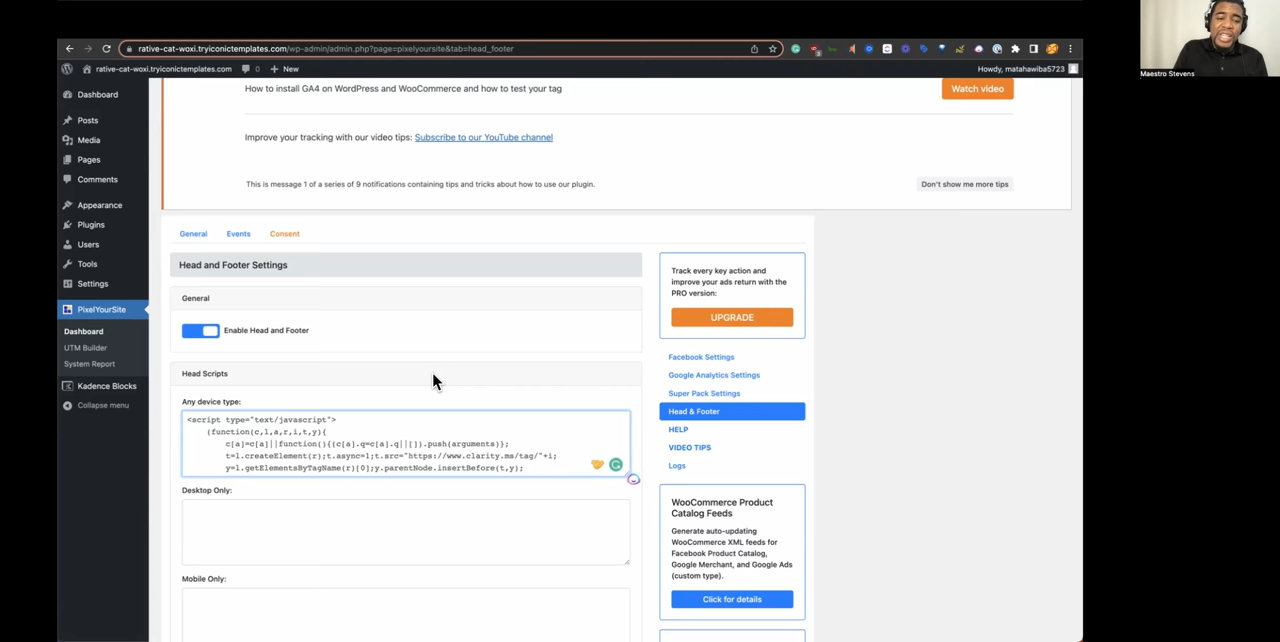 rative-cat-woxi.tryiconictemplates.com/wp-admin/admin.php?page=pixelyoursite&tab=head_footer
rative-cat-woxi.tryiconictemplates.com 0 New
Howdy, matahawiba5723
Maestro Stevens
Dashboard
Posts
Media
Pages
Comments
Appearance
Plugins
Users
Tools
Settings
PixelYourSite
Dashboard
UTM Builder
System Report
Kadence Blocks
Collapse menu
How to install GA4 on WordPress and WooCommerce and how to test your tag
Watch video
Improve your tracking with our video tips: Subscribe to our YouTube channel
This is message 1 of a series of 9 notifications containing tips and tricks about how to use our plugin.
Don't show me more tips
General Events Consent
Head and Footer Settings
General
Enable Head and Footer
Head Scripts
Any device type:
<script type="text/javascript">
(function(c,l,a,r,i,t,y){
c[a]=c[a]||function(){(c[a].q=c[a].q||[]).push(arguments)};
t=l.createElement(r);t.async=1;t.src="https://www.clarity.ms/tag/"+i;
y=l.getElementsByTagName(r)[0];y.parentNode.insertBefore(t,y);
Desktop Only:
Mobile Only:
Track every key action and
improve your ads return with the
PRO version:
UPGRADE
Facebook Settings
Google Analytics Settings
Super Pack Settings
Head & Footer
HELP
VIDEO TIPS
Logs
WooCommerce Product
Catalog Feeds
Generate auto-updating
WooCommerce XML feeds for
Facebook Product Catalog,
Google Merchant, and Google Ads
(custom type).
Click for details